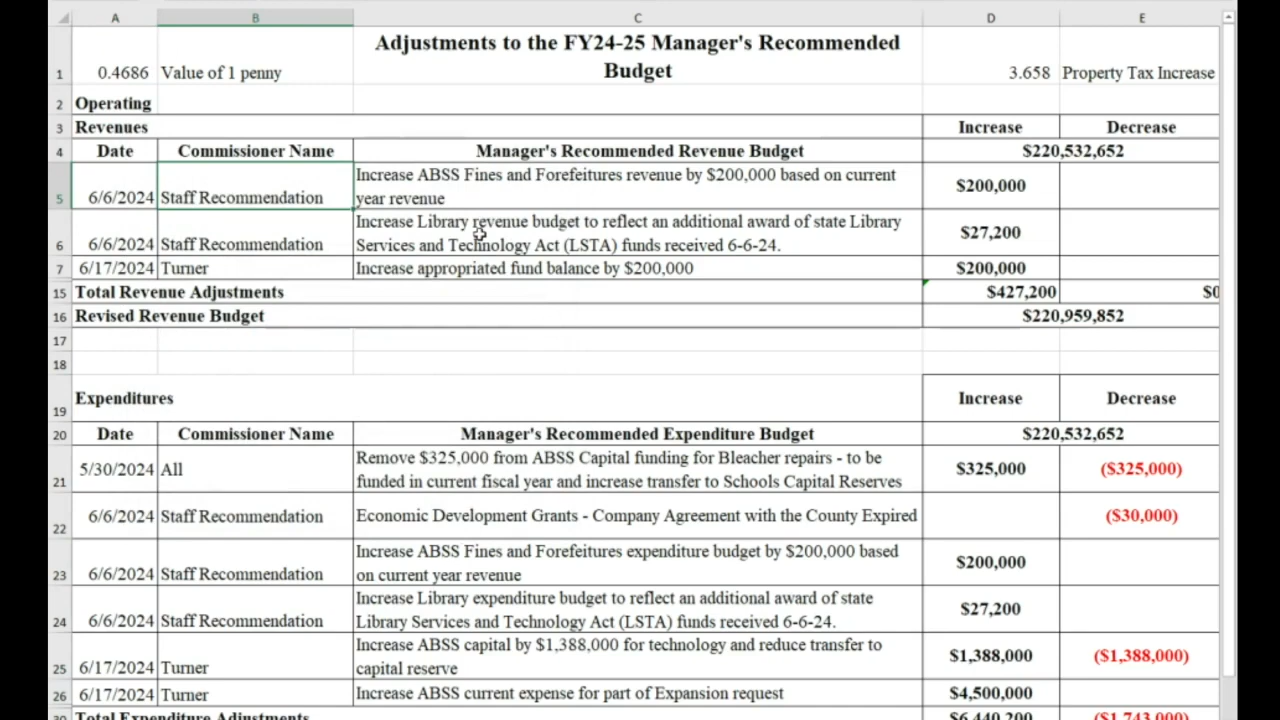 A B C D E
1 0.4686 Value of 1 penny Adjustments to the FY24-25 Manager's Recommended Budget 3.658 Property Tax Increase
2 Operating
3 Revenues Increase Decrease
4 Date Commissioner Name Manager's Recommended Revenue Budget $220,532,652
5 6/6/2024 Staff Recommendation Increase ABSS Fines and Forefeitures revenue by $200,000 based on current year revenue $200,000
6 6/6/2024 Staff Recommendation Increase Library revenue budget to reflect an additional award of state Library Services and Technology Act (LSTA) funds received 6-6-24. $27,200
7 6/17/2024 Turner Increase appropriated fund balance by $200,000 $200,000
15 Total Revenue Adjustments $427,200 $0
16 Revised Revenue Budget $220,959,852
17
18
19 Expenditures Increase Decrease
20 Date Commissioner Name Manager's Recommended Expenditure Budget $220,532,652
21 5/30/2024 All Remove $325,000 from ABSS Capital funding for Bleacher repairs - to be funded in current fiscal year and increase transfer to Schools Capital Reserves $325,000 ($325,000)
22 6/6/2024 Staff Recommendation Economic Development Grants - Company Agreement with the County Expired ($30,000)
23 6/6/2024 Staff Recommendation Increase ABSS Fines and Forefeitures expenditure budget by $200,000 based on current year revenue $200,000
24 6/6/2024 Staff Recommendation Increase Library expenditure budget to reflect an additional award of state Library Services and Technology Act (LSTA) funds received 6-6-24. $27,200
25 6/17/2024 Turner Increase ABSS capital by $1,388,000 for technology and reduce transfer to capital reserve $1,388,000 ($1,388,000)
26 6/17/2024 Turner Increase ABSS current expense for part of Expansion request $4,500,000
30 Total Expenditure Adjustments $6,440,200 ($1,743,000)